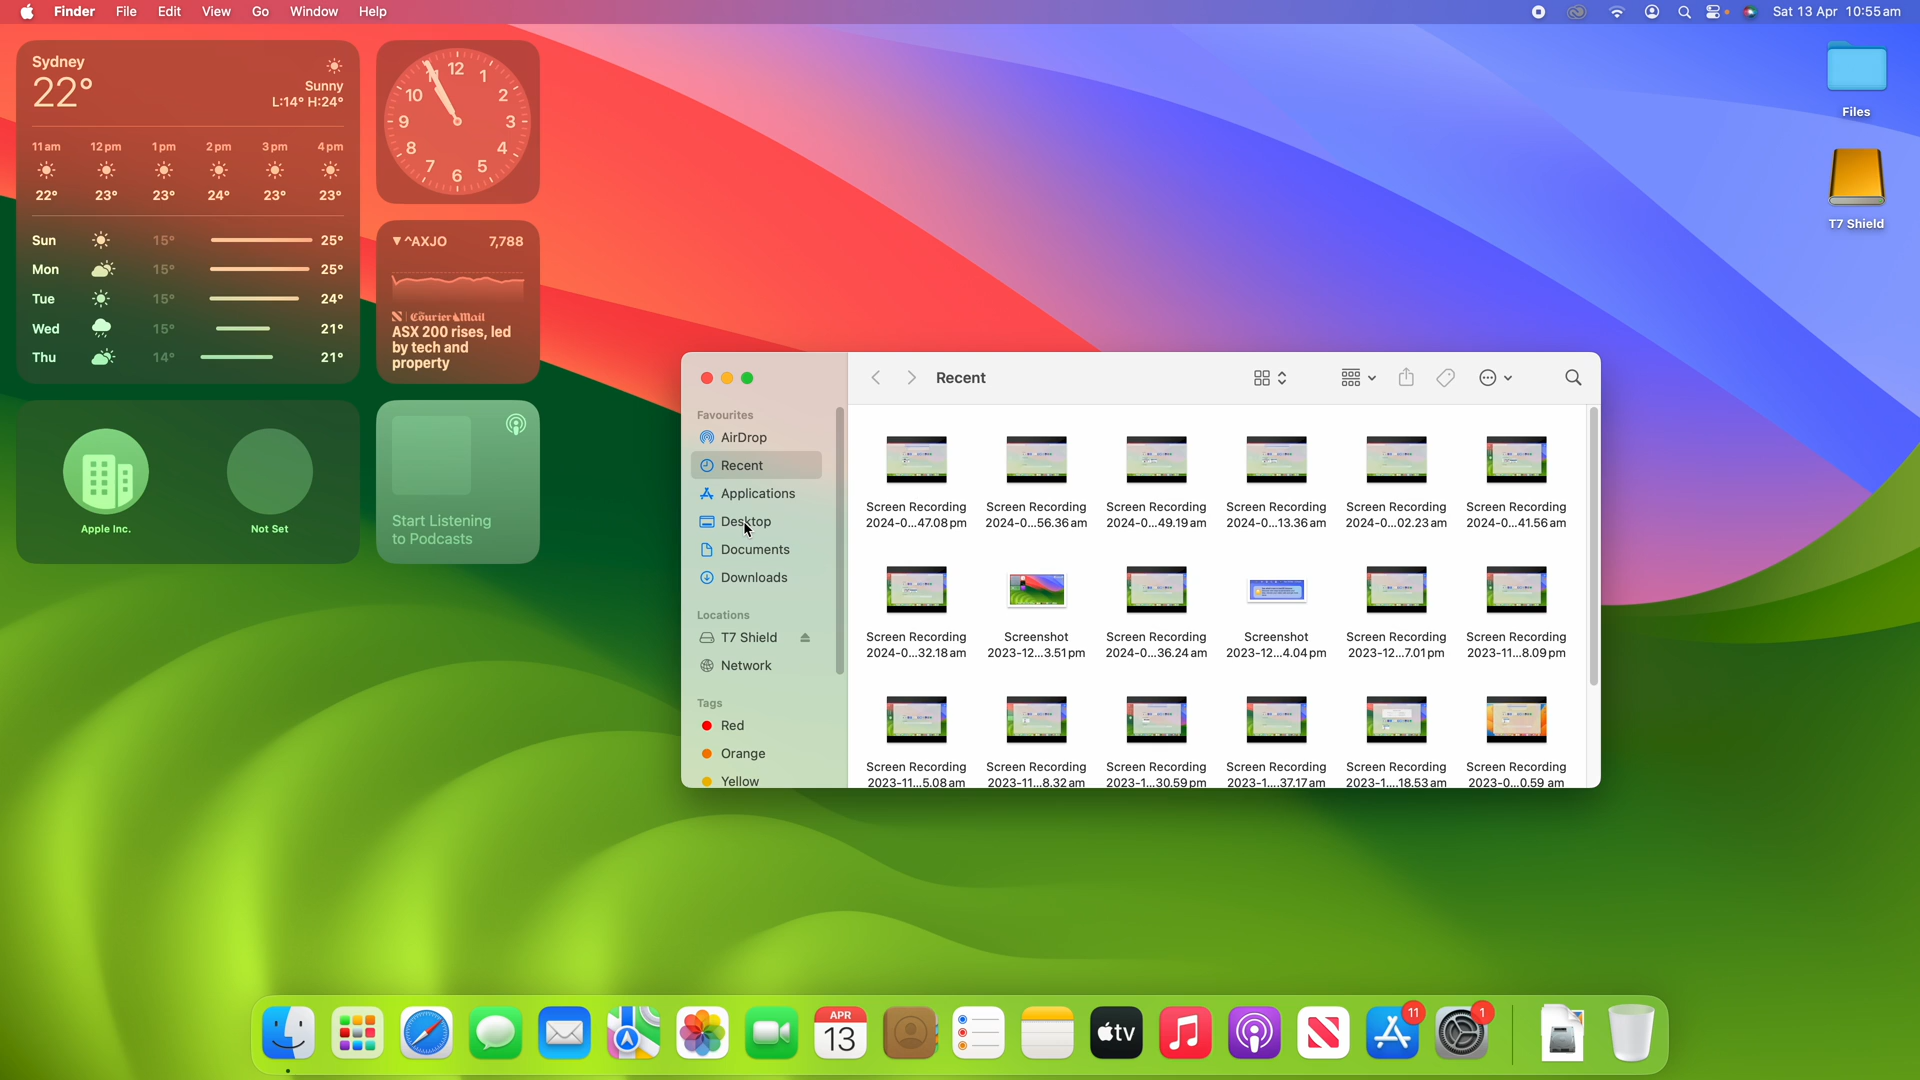 Finder File Edit View Go Window Help
Sat 13 Apr 10:55 am
Sydney
22°
Sunny
L:14° H:24°
11 am 12 pm 1 pm 2 pm 3 pm 4 pm
22° 23° 23° 24° 23° 23°
Sun 15° 25°
Mon 15° 25°
Tue 15° 24°
Wed 15° 21°
Thu 14° 21°
12
1
2
3
4
5
6
7
8
9
10
11
▼^AXJO 7,788
N | Courier Mail
ASX 200 rises, led
by tech and
property
Apple Inc.
Not Set
Start Listening
to Podcasts
Files
T7 Shield
Recent
Favourites
AirDrop
Recent
Applications
Desktop
Documents
Downloads
Locations
T7 Shield
Network
Tags
Red
Orange
Yellow
Screen Recording Screen Recording Screen Recording Screen Recording Screen Recording Screen Recording
2024-0...47.08 pm 2024-0...56.36 am 2024-0...49.19 am 2024-0...13.36 am 2024-0...02.23 am 2024-0...41.56 am
Screen Recording Screenshot Screen Recording Screenshot Screen Recording Screen Recording
2024-0...32.18 am 2023-12...3.51 pm 2024-0...36.24 am 2023-12...4.04 pm 2023-12...7.01 pm 2023-11...8.09 pm
Screen Recording Screen Recording Screen Recording Screen Recording Screen Recording Screen Recording
2023-11...5.08 am 2023-11...8.32 am 2023-1...30.59 pm 2023-1....37.17 am 2023-1....18.53 am 2023-0...0.59 am
APR
13
tv
11
1